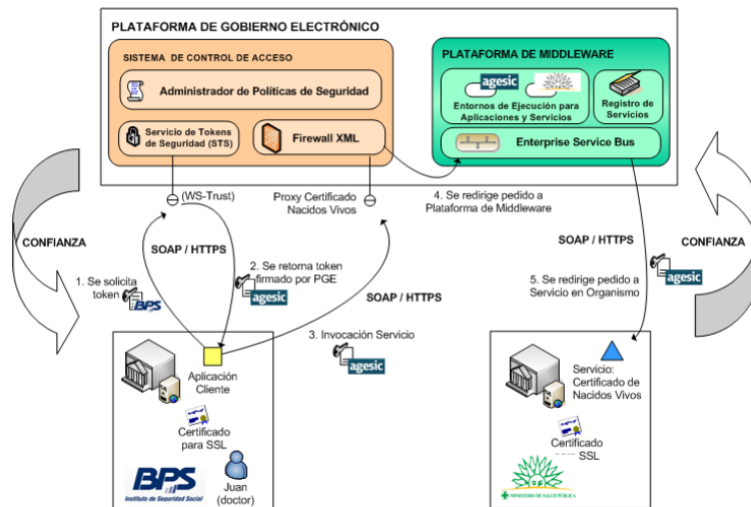 PLATAFORMA DE GOBIERNO ELECTRÓNICO
SISTEMA DE CONTROL DE ACCESO
Administrador de Políticas de Seguridad
Servicio de Tokens
de Seguridad (STS)
Firewall XML
PLATAFORMA DE MIDDLEWARE
agesic
Entornos de Ejecución para
Aplicaciones y Servicios
Registro de
Servicios
Enterprise Service Bus
(WS-Trust)
Proxy Certificado
Nacidos Vivos
4. Se redirige pedido a
Plataforma de Middleware
CONFIANZA
SOAP / HTTPS
1. Se solicita
token
BPS
2. Se retorna token
firmado por PGE
agesic
SOAP / HTTPS
3. Invocación Servicio
agesic
SOAP / HTTPS
CONFIANZA
agesic
5. Se redirige pedido a
Servicio en Organismo
Aplicación
Cliente
Certificado
para SSL
BPS
Instituto de Seguridad Social
Juan
(doctor)
Servicio:
Certificado de
Nacidos Vivos
Certificado
SSL
MINISTERIO DE SALUD PÚBLICA